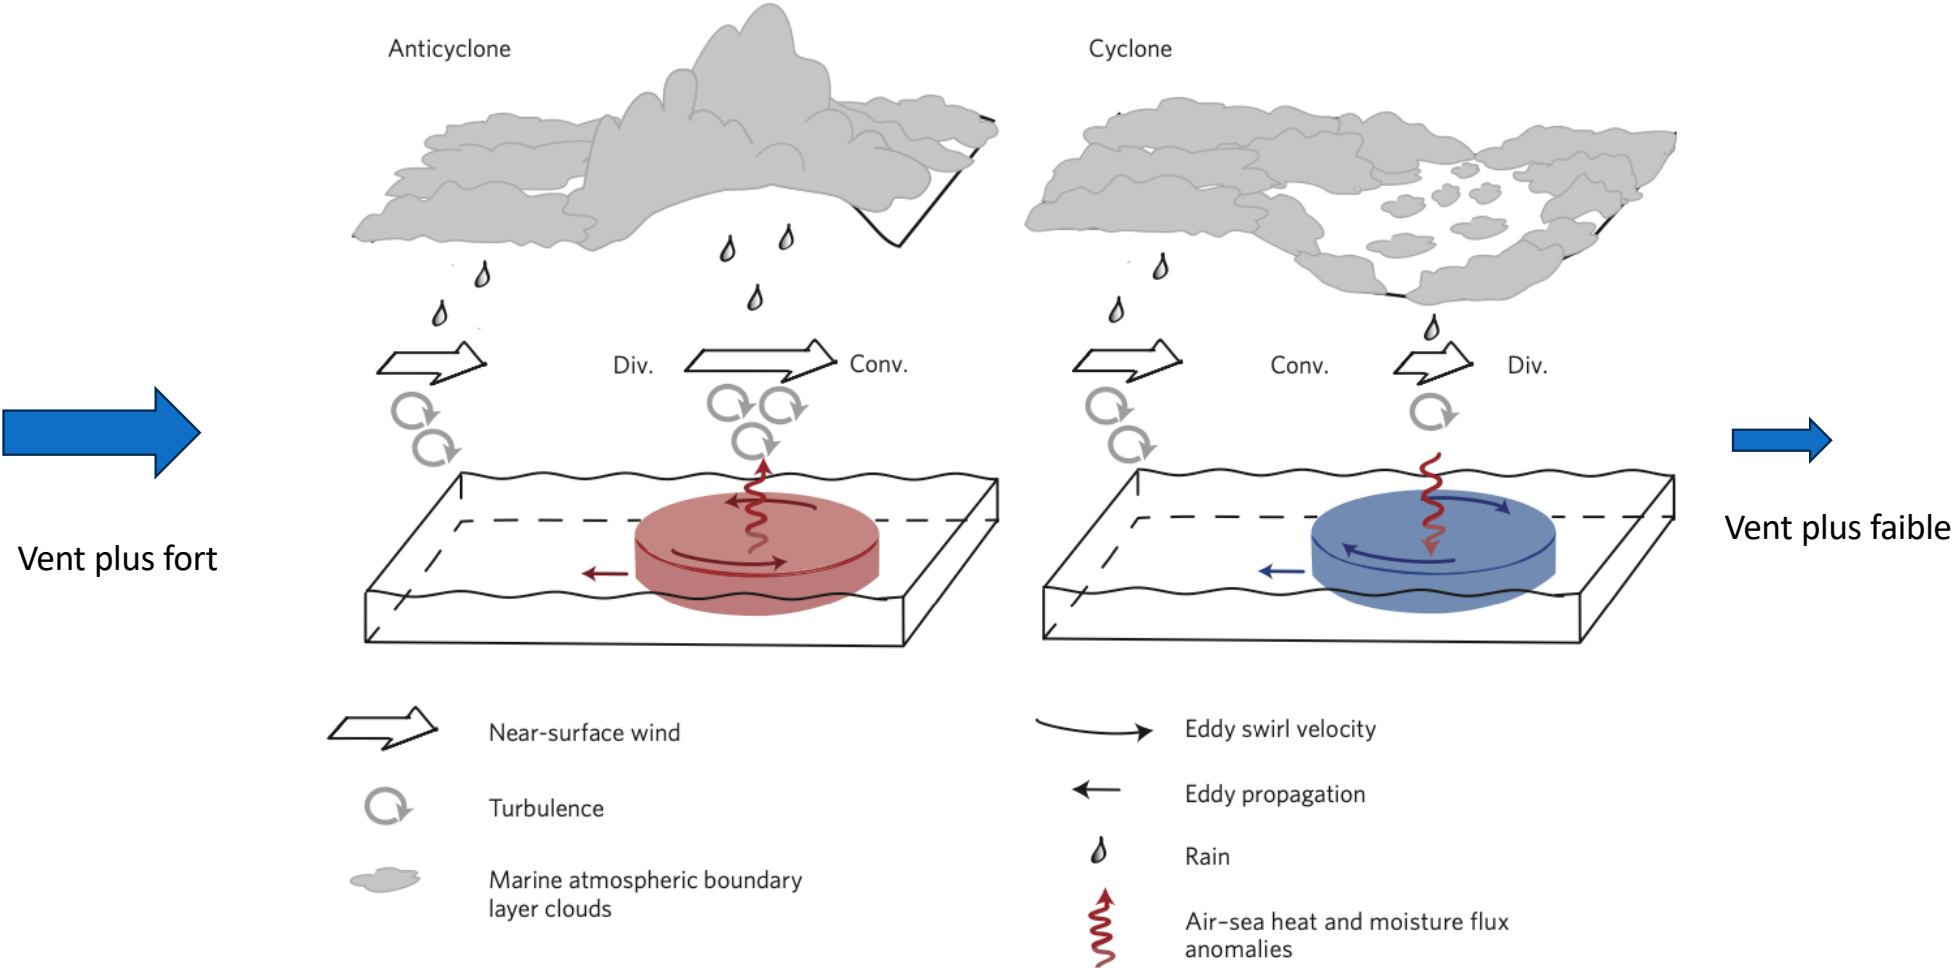 Anticyclone
Cyclone
Div.
Conv.
Conv.
Div.
Vent plus fort
Vent plus faible
Near-surface wind
Turbulence
Marine atmospheric boundary
layer clouds
Eddy swirl velocity
Eddy propagation
Rain
Air–sea heat and moisture flux
anomalies